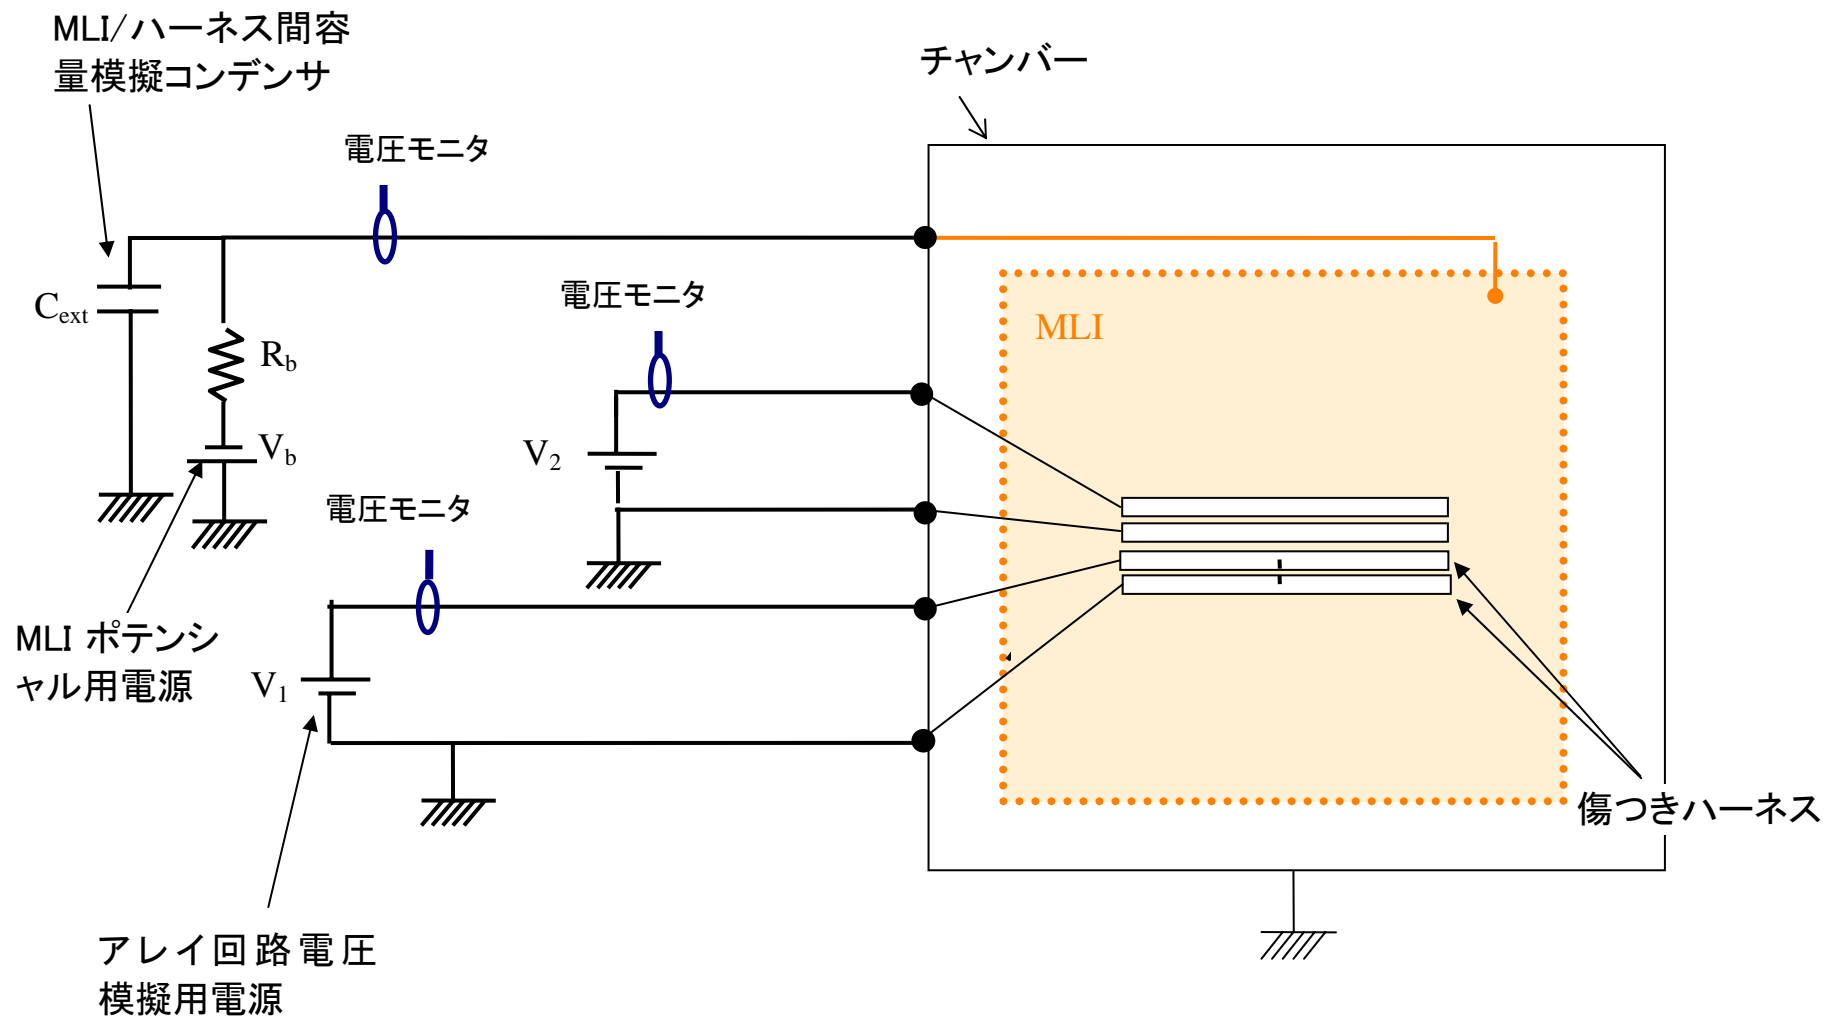 MLI/ハーネス間容
量模擬コンデンサ
チャンバー
電圧モニタ
電圧モニタ
Cext
MLI
Rb
Vb
V2
電圧モニタ
MLI ポテンシ
ャル用電源
V1
傷つきハーネス
アレイ回路電圧
模擬用電源